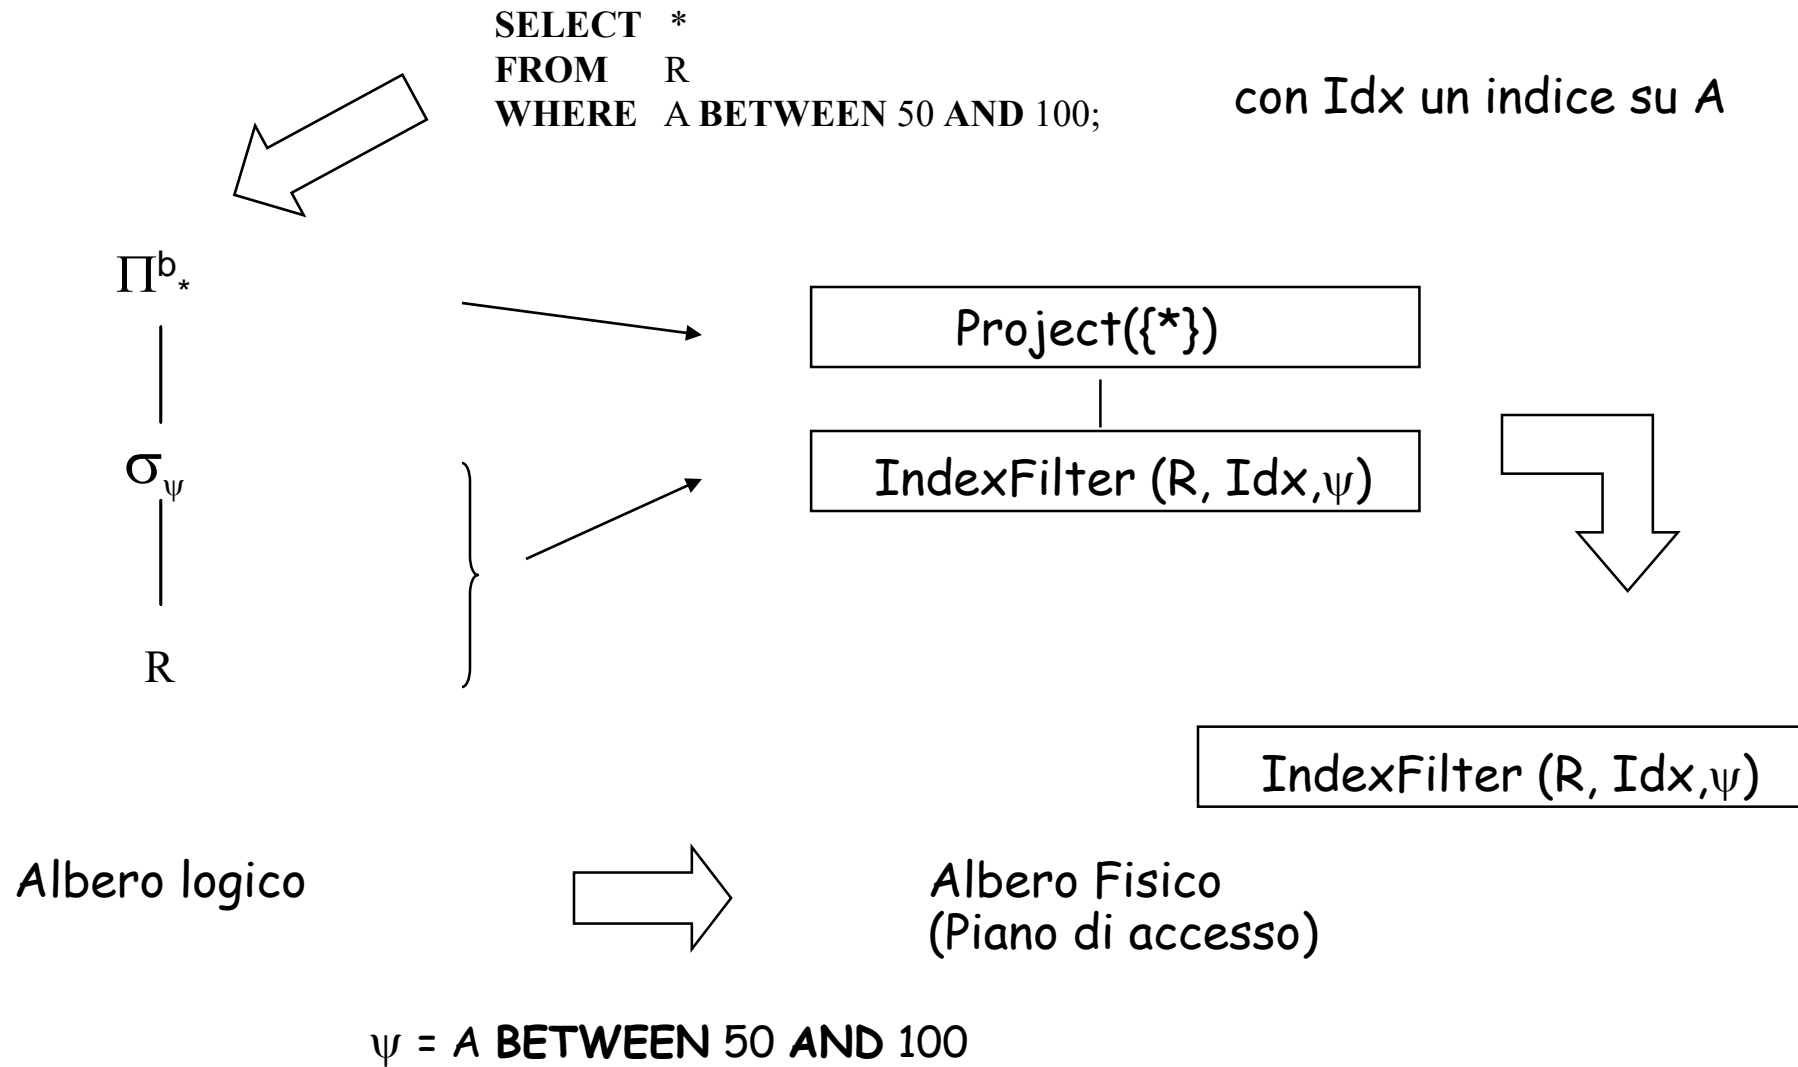 SELECT *
FROM R
WHERE A BETWEEN 50 AND 100;
con Idx un indice su A
Πb*
σψ
R
Project({*})
IndexFilter (R, Idx,ψ)
IndexFilter (R, Idx,ψ)
Albero logico
Albero Fisico
(Piano di accesso)
ψ = A BETWEEN 50 AND 100